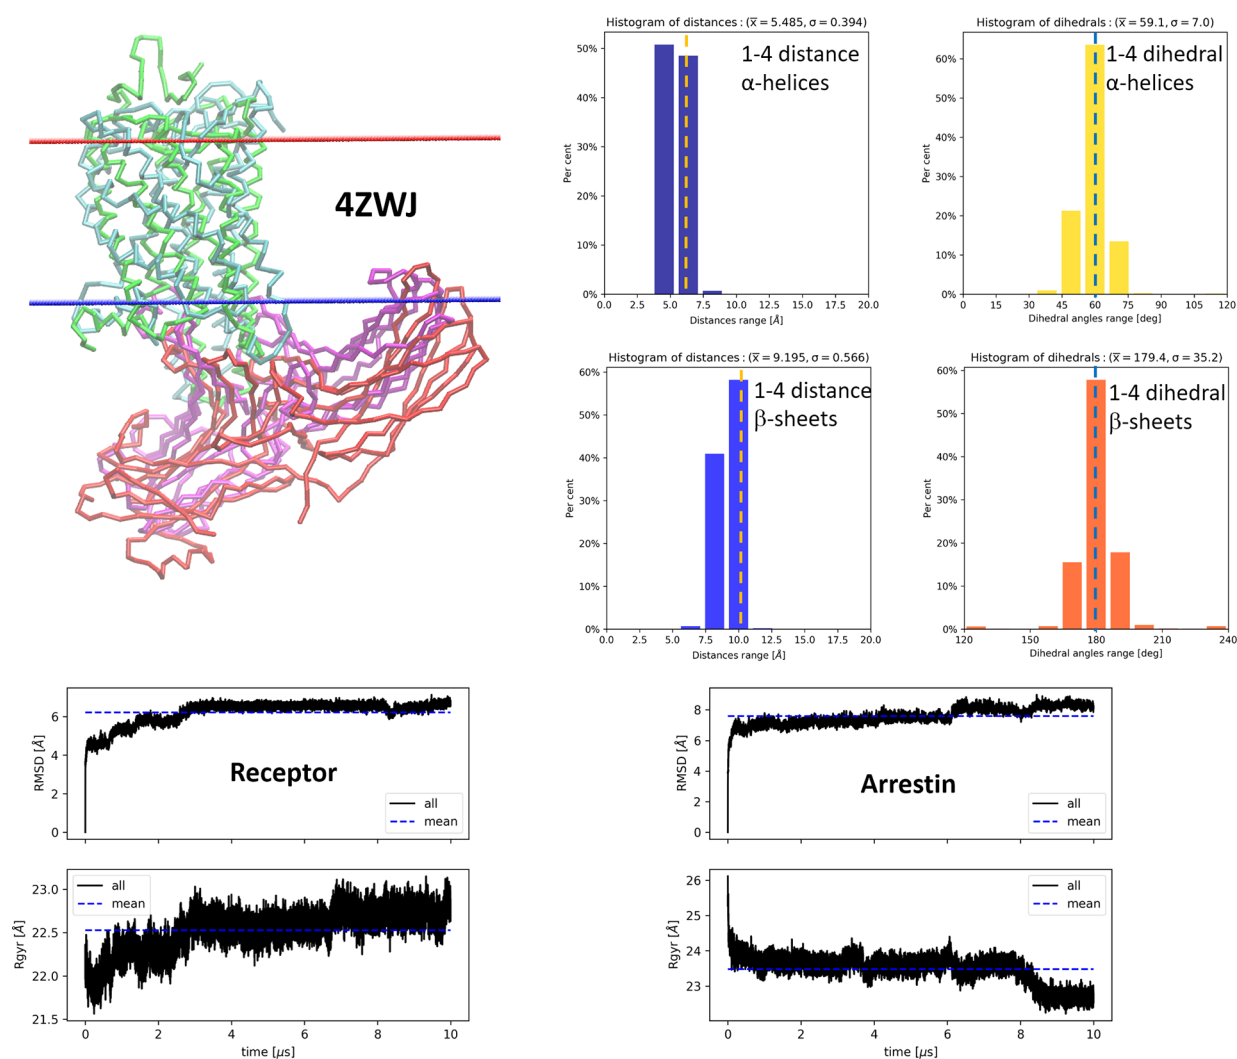 4ZWJ
Histogram of distances : (x̅ = 5.485, σ = 0.394)
1-4 distance
α-helices
Per cent
50%
40%
30%
20%
10%
0%
0.0 2.5 5.0 7.5 10.0 12.5 15.0 17.5 20.0
Distances range [Å]
Histogram of dihedrals : (x̅ = 59.1, σ = 7.0)
1-4 dihedral
α-helices
Per cent
60%
50%
40%
30%
20%
10%
0%
0 15 30 45 60 75 90 105 120
Dihedral angles range [deg]
Histogram of distances : (x̅ = 9.195, σ = 0.566)
1-4 distance
β-sheets
Per cent
60%
50%
40%
30%
20%
10%
0%
0.0 2.5 5.0 7.5 10.0 12.5 15.0 17.5 20.0
Distances range [Å]
Histogram of dihedrals : (x̅ = 179.4, σ = 35.2)
1-4 dihedral
β-sheets
Per cent
60%
50%
40%
30%
20%
10%
0%
120 150 180 210 240
Dihedral angles range [deg]
RMSD [Å]
6
4
2
0
Receptor
all
mean
Rgyr [Å]
23.0
22.5
22.0
21.5
all
mean
0 2 4 6 8 10
time [μs]
RMSD [Å]
8
6
4
2
0
Arrestin
all
mean
Rgyr [Å]
26
25
24
23
all
mean
0 2 4 6 8 10
time [μs]